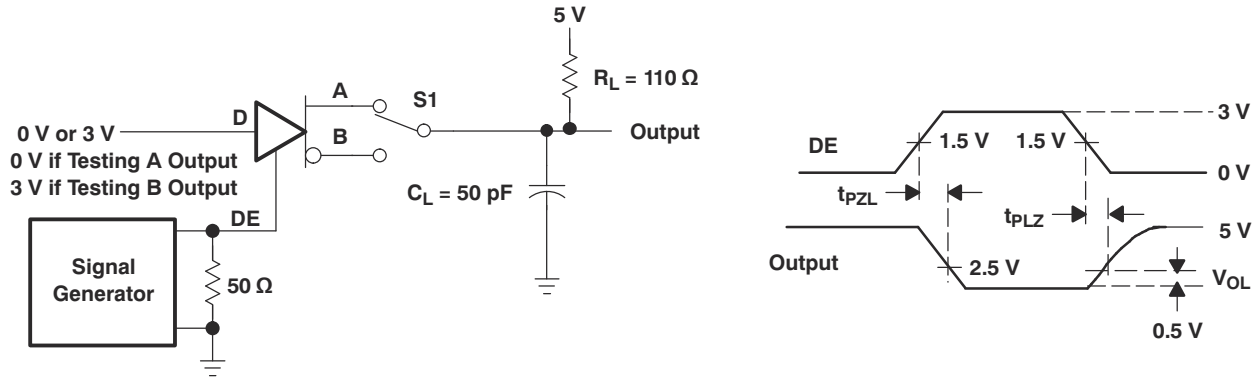 5 V
R_L = 110 Ω
A
S1
D
B
0 V or 3 V
Output
0 V if Testing A Output
3 V if Testing B Output
C_L = 50 pF
DE
Signal
Generator
50 Ω
3 V
DE
1.5 V
1.5 V
0 V
t_PZL
t_PLZ
5 V
Output
2.5 V
V_OL
0.5 V